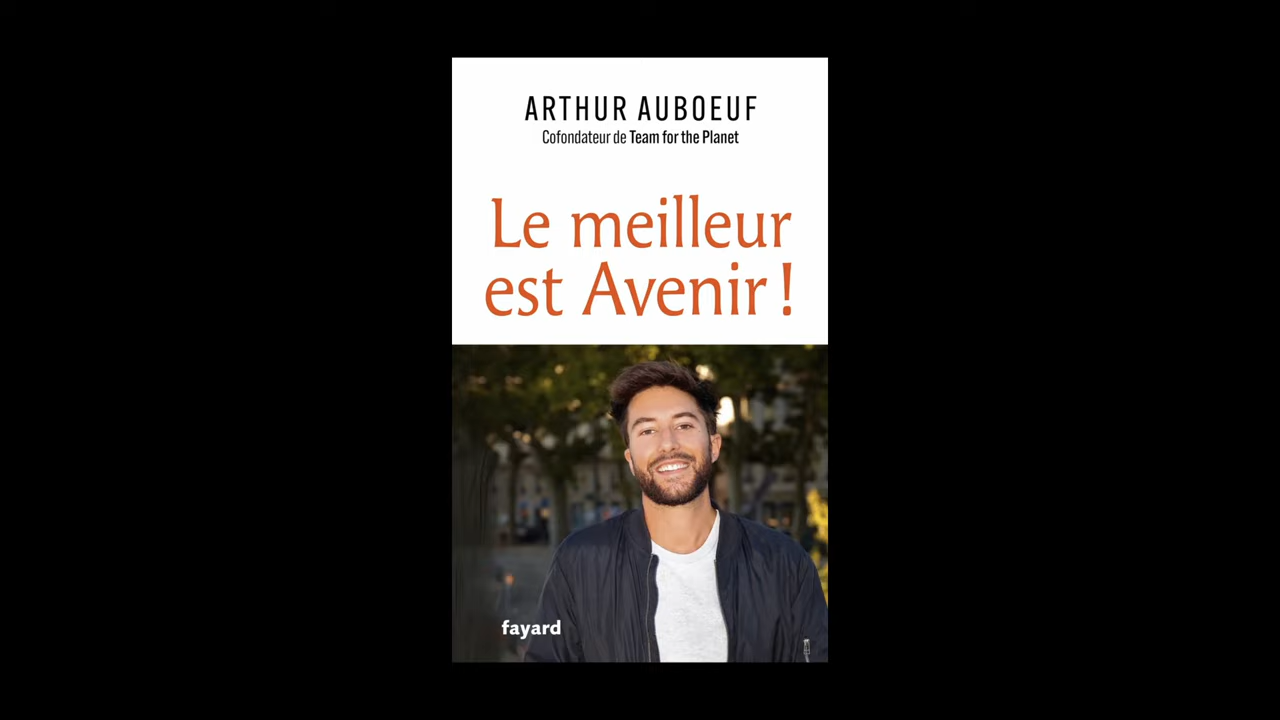 ARTHUR AUBOEUF
Cofondateur de Team for the Planet
Le meilleur
est Avenir !
fayard